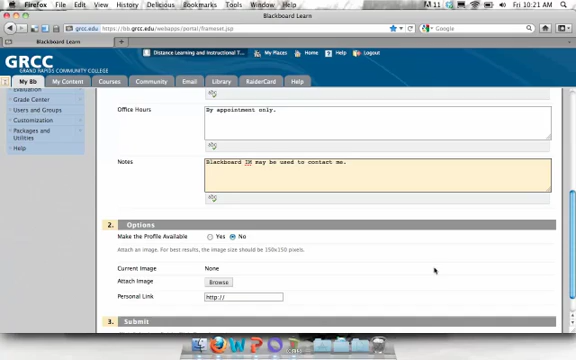 Firefox File Edit View History Bookmarks Tools Window Help Fri 10:21 AM
Blackboard Learn
grcc.edu https://bb.grcc.edu/webapps/portal/frameset.jsp Google
Blackboard Learn
Distance Learning and Instructional T... My Places Home Help Logout
GRCC
GRAND RAPIDS COMMUNITY COLLEGE
My Bb My Content Courses Community Email Library RaiderCard Help
Evaluation
Grade Center
Users and Groups
Customization
Packages and
Utilities
Help
Office Hours
By appointment only.
Notes
Blackboard IM may be used to contact me.
2. Options
Make the Profile Available Yes No
Attach an image. For best results, the image size should be 150x150 pixels.
Current Image None
Attach Image Browse
Personal Link http://
3. Submit